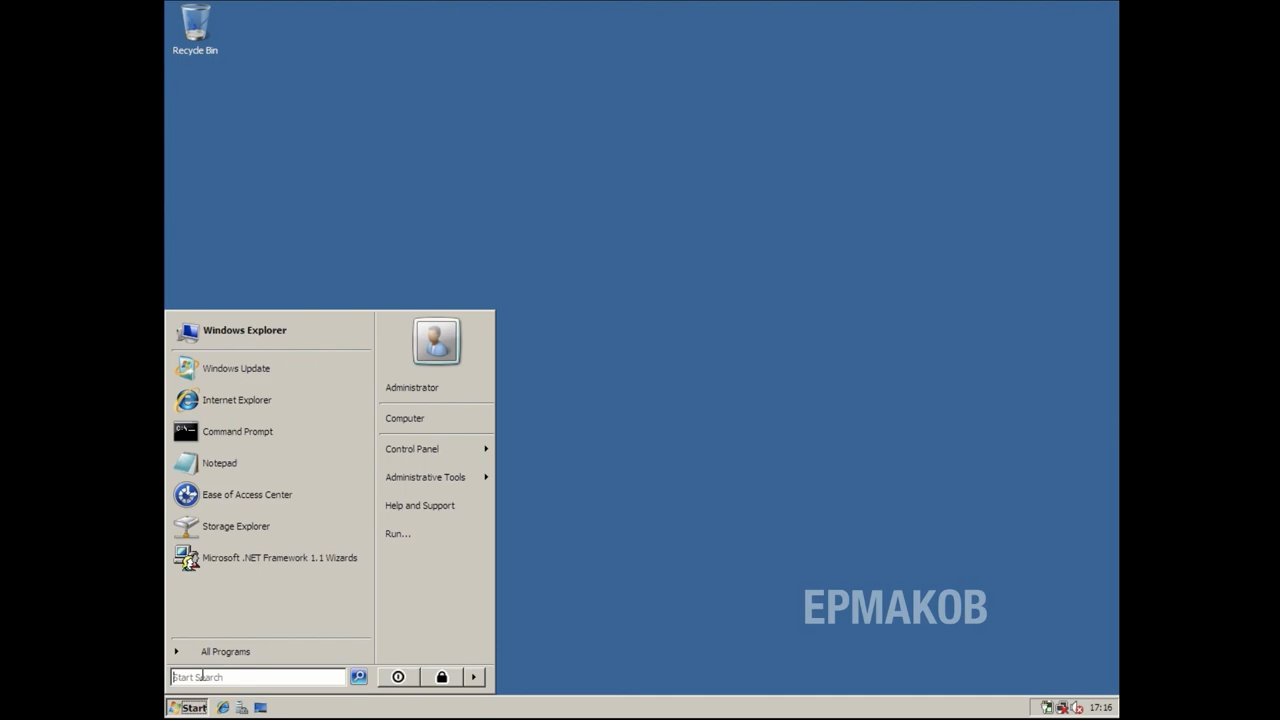 Recycle Bin
Windows Explorer
Windows Update
Internet Explorer
Command Prompt
Notepad
Ease of Access Center
Storage Explorer
Microsoft .NET Framework 1.1 Wizards
All Programs
Start Search
Administrator
Computer
Control Panel
Administrative Tools
Help and Support
Run...
ЕРМАКОВ
Start
17:16